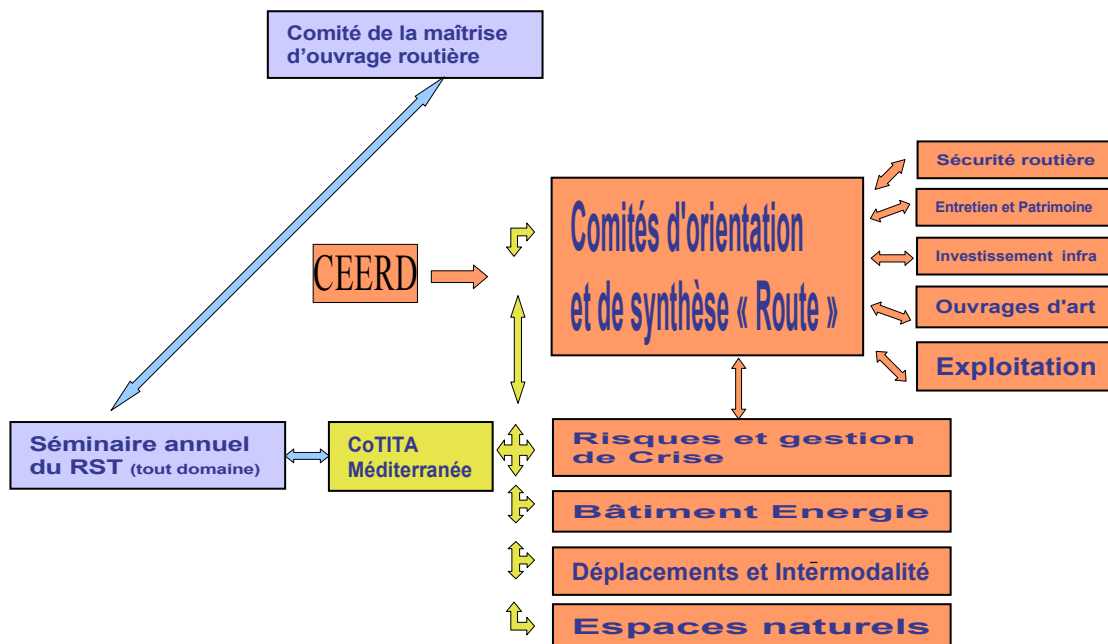 Comité de la maîtrise
d'ouvrage routière
Sécurité routière
Entretien et Patrimoine
Investissement infra
Ouvrages d'art
Exploitation
Comités d'orientation
et de synthèse « Route »
CEERD
Séminaire annuel
du RST (tout domaine)
CoTITA
Méditerranée
Risques et gestion
de Crise
Bâtiment Energie
Déplacements et Intermodalité
Espaces naturels